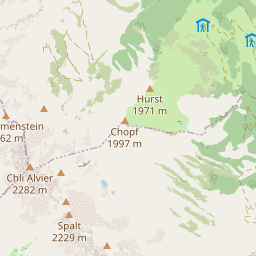 Hurst
1971 m
Chopf
1997 m
menstein
62 m
Chli Alvier
2282 m
Spalt
2229 m